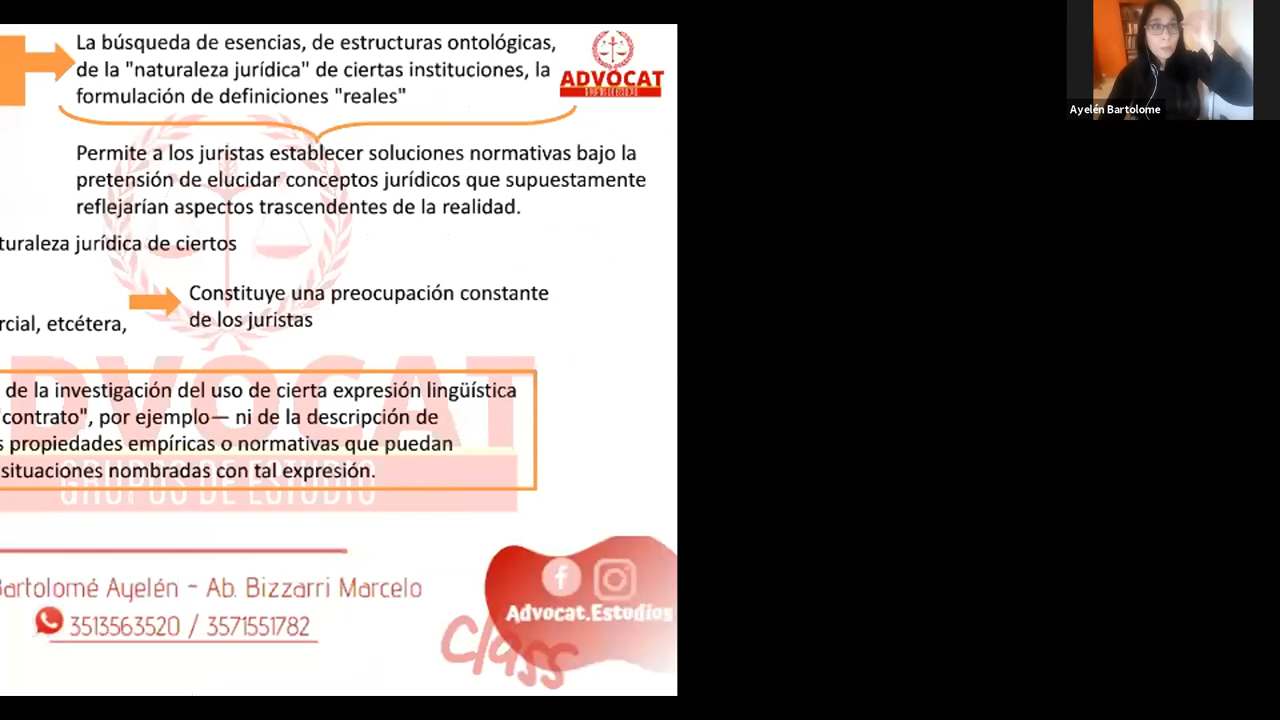 La búsqueda de esencias, de estructuras ontológicas,
de la "naturaleza jurídica" de ciertas instituciones, la
formulación de definiciones "reales"
ADVOCAT
Permite a los juristas establecer soluciones normativas bajo la
pretensión de elucidar conceptos jurídicos que supuestamente
reflejarían aspectos trascendentes de la realidad.
turaleza jurídica de ciertos
Constituye una preocupación constante
de los juristas
rcial, etcétera,
de la investigación del uso de cierta expresión lingüística
"contrato", por ejemplo— ni de la descripción de
s propiedades empíricas o normativas que puedan
situaciones nombradas con tal expresión.
DVOCAT
GRUPOS DE ESTUDIO
Bartolomé Ayelén - Ab. Bizzarri Marcelo
3513563520 / 3571551782
Advocat.Estudios
Class
Ayelén Bartolome